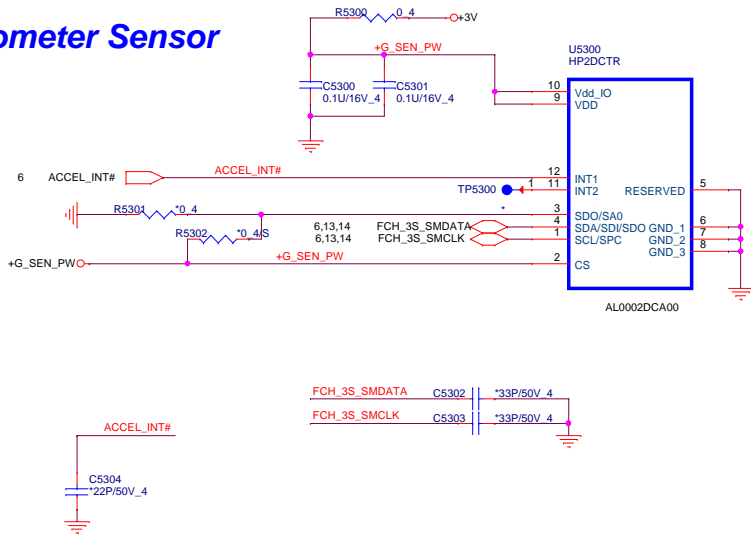 ometer Sensor
R5300 0_4 +3V
+G_SEN_PW
C5300
0.1U/16V_4
C5301
0.1U/16V_4
U5300
HP2DCTR
10 Vdd_IO
9 VDD
6 ACCEL_INT# ACCEL_INT# 12 INT1
TP5300 1 11 INT2
RESERVED 5
R5301 *0_4 * 3 SDO/SA0
6,13,14 FCH_3S_SMDATA 4 SDA/SDI/SDO GND_1 6
R5302 *0_4/S 6,13,14 FCH_3S_SMCLK 1 SCL/SPC GND_2 7
GND_3 8
+G_SEN_PW +G_SEN_PW 2 CS
AL0002DCA00
FCH_3S_SMDATA C5302 *33P/50V_4
FCH_3S_SMCLK C5303 *33P/50V_4
ACCEL_INT#
C5304
*22P/50V_4